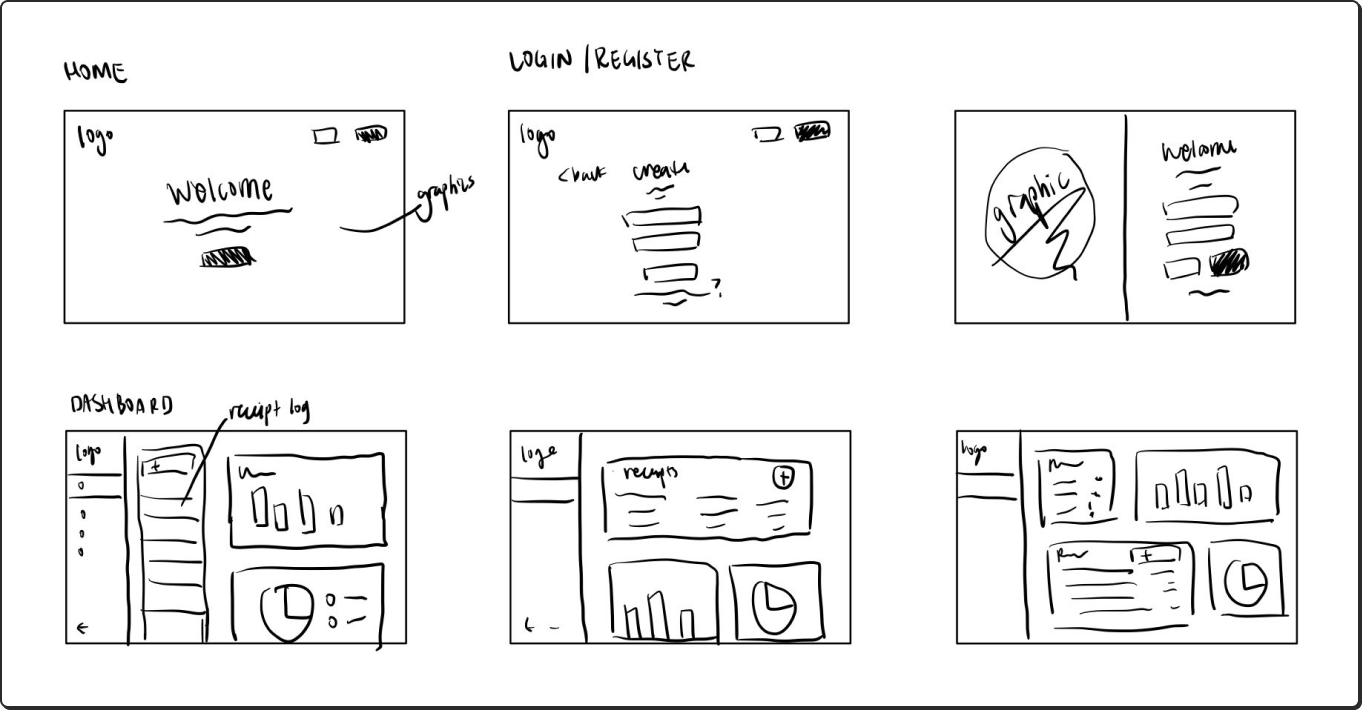 HOME
LOGIN / REGISTER
logo
Welcome
graphics
logo
< back create
?
graphic
Welcome
DASHBOARD
receipt log
logo
+
logo
receipts
+
logo
+